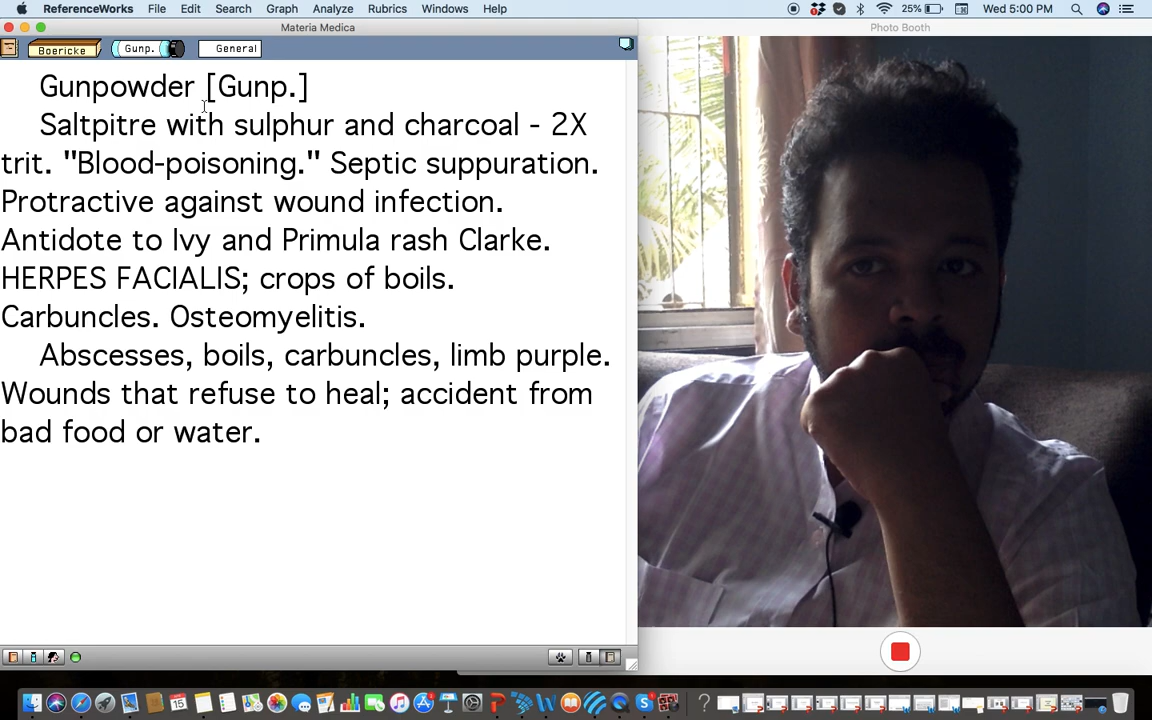 ReferenceWorks File Edit Search Graph Analyze Rubrics Windows Help 25% Wed 5:00 PM
Materia Medica
Photo Booth
Boericke Gunp. General
Gunpowder [Gunp.]
Saltpitre with sulphur and charcoal - 2X
trit. "Blood-poisoning." Septic suppuration.
Protractive against wound infection.
Antidote to Ivy and Primula rash Clarke.
HERPES FACIALIS; crops of boils.
Carbuncles. Osteomyelitis.
Abscesses, boils, carbuncles, limb purple.
Wounds that refuse to heal; accident from
bad food or water.